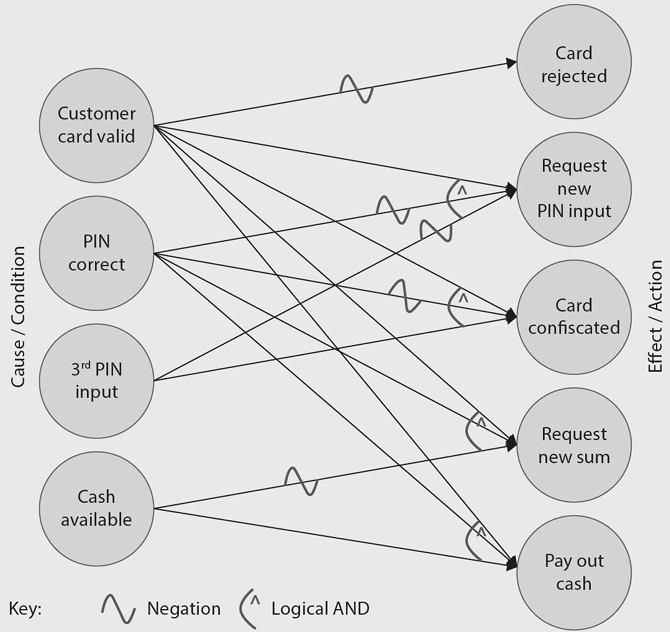 Cause / Condition
Customer
card valid
PIN
correct
3rd PIN
input
Cash
available
Card
rejected
Request
new
PIN input
Card
confiscated
Request
new sum
Pay out
cash
Effect / Action
^
^
^
^
Key:
Negation
^
Logical AND